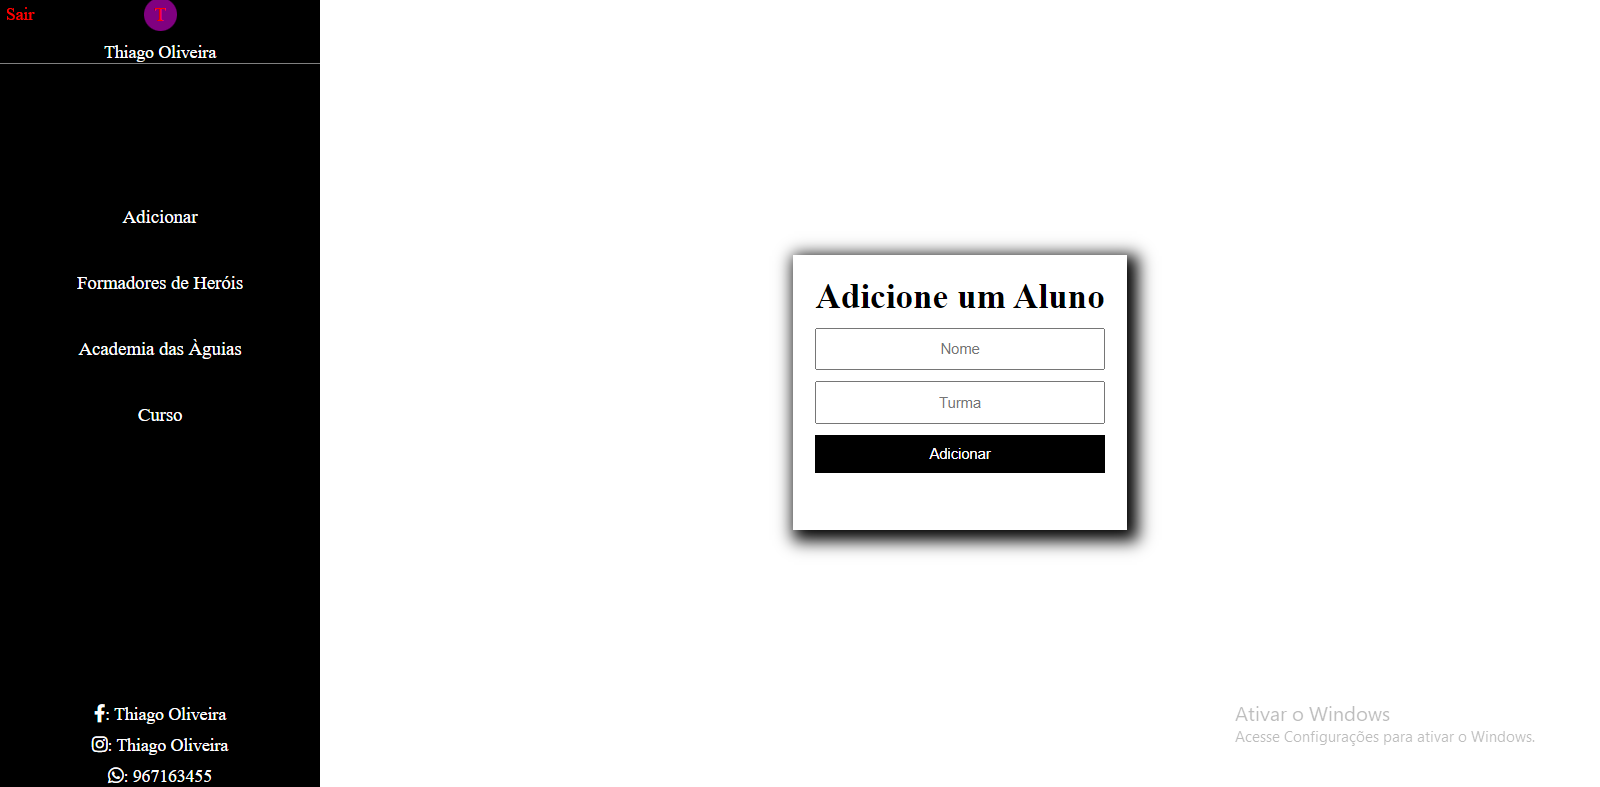 Sair
T
Thiago Oliveira
Adicionar
Formadores de Heróis
Academia das Àguias
Curso
: Thiago Oliveira
: Thiago Oliveira
: 967163455
Adicione um Aluno
Nome
Turma
Adicionar
Ativar o Windows
Acesse Configurações para ativar o Windows.